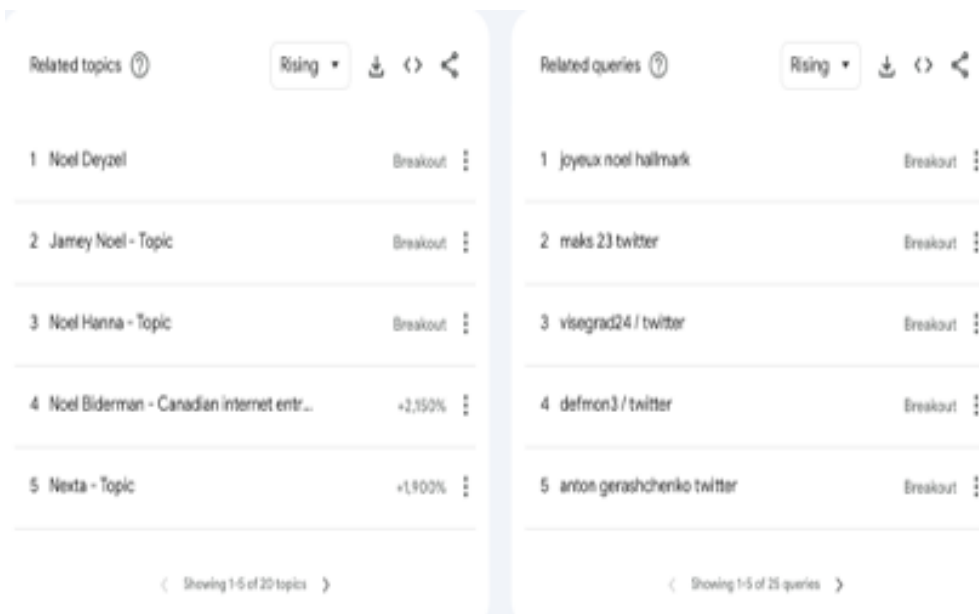 Related topics
Rising
1 Noel Deyzel Breakout
2 Jamey Noel - Topic Breakout
3 Noel Hanna - Topic Breakout
4 Noel Biderman - Canadian internet entr... +2,150%
5 Nexta - Topic +1,900%
Showing 1-5 of 20 topics
Related queries
Rising
1 joyeux noel hallmark Breakout
2 maks 23 twitter Breakout
3 visegrad24 / twitter Breakout
4 defmon3 / twitter Breakout
5 anton gerashchenko twitter Breakout
Showing 1-5 of 25 queries